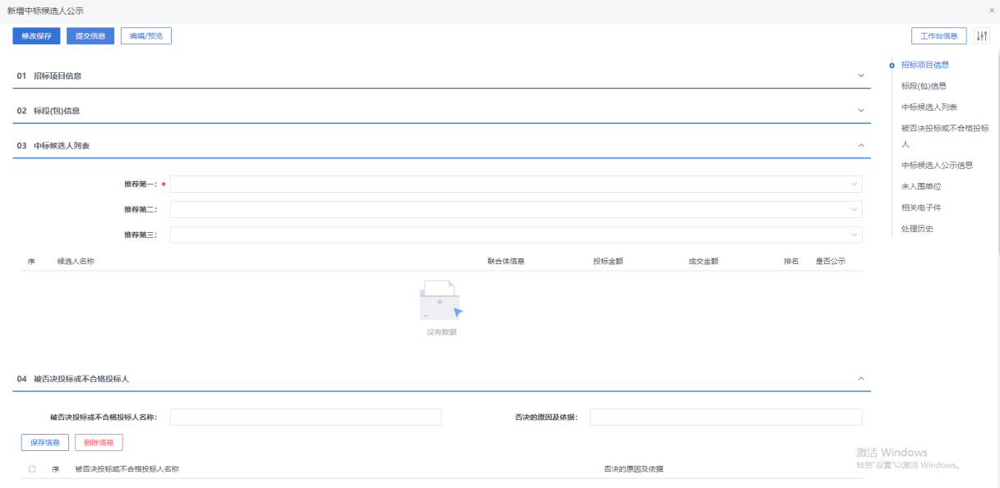 新增中标候选人公示
×
修改保存 提交信息 编辑/预览 工作台信息
01 招标项目信息
02 标段(包)信息
03 中标候选人列表
推荐第一: *
推荐第二:
推荐第三:
序 候选人名称 联合体信息 投标金额 成交金额 排名 是否公示
没有数据
04 被否决投标或不合格投标人
被否决投标或不合格投标人名称: 否决的原因及依据:
保存信息 删除信息
序 被否决投标或不合格投标人名称 否决的原因及依据
招标项目信息
标段(包)信息
中标候选人列表
被否决投标或不合格投标
人
中标候选人公示信息
未入围单位
相关电子件
处理历史
激活 Windows
转到"设置"以激活 Windows。